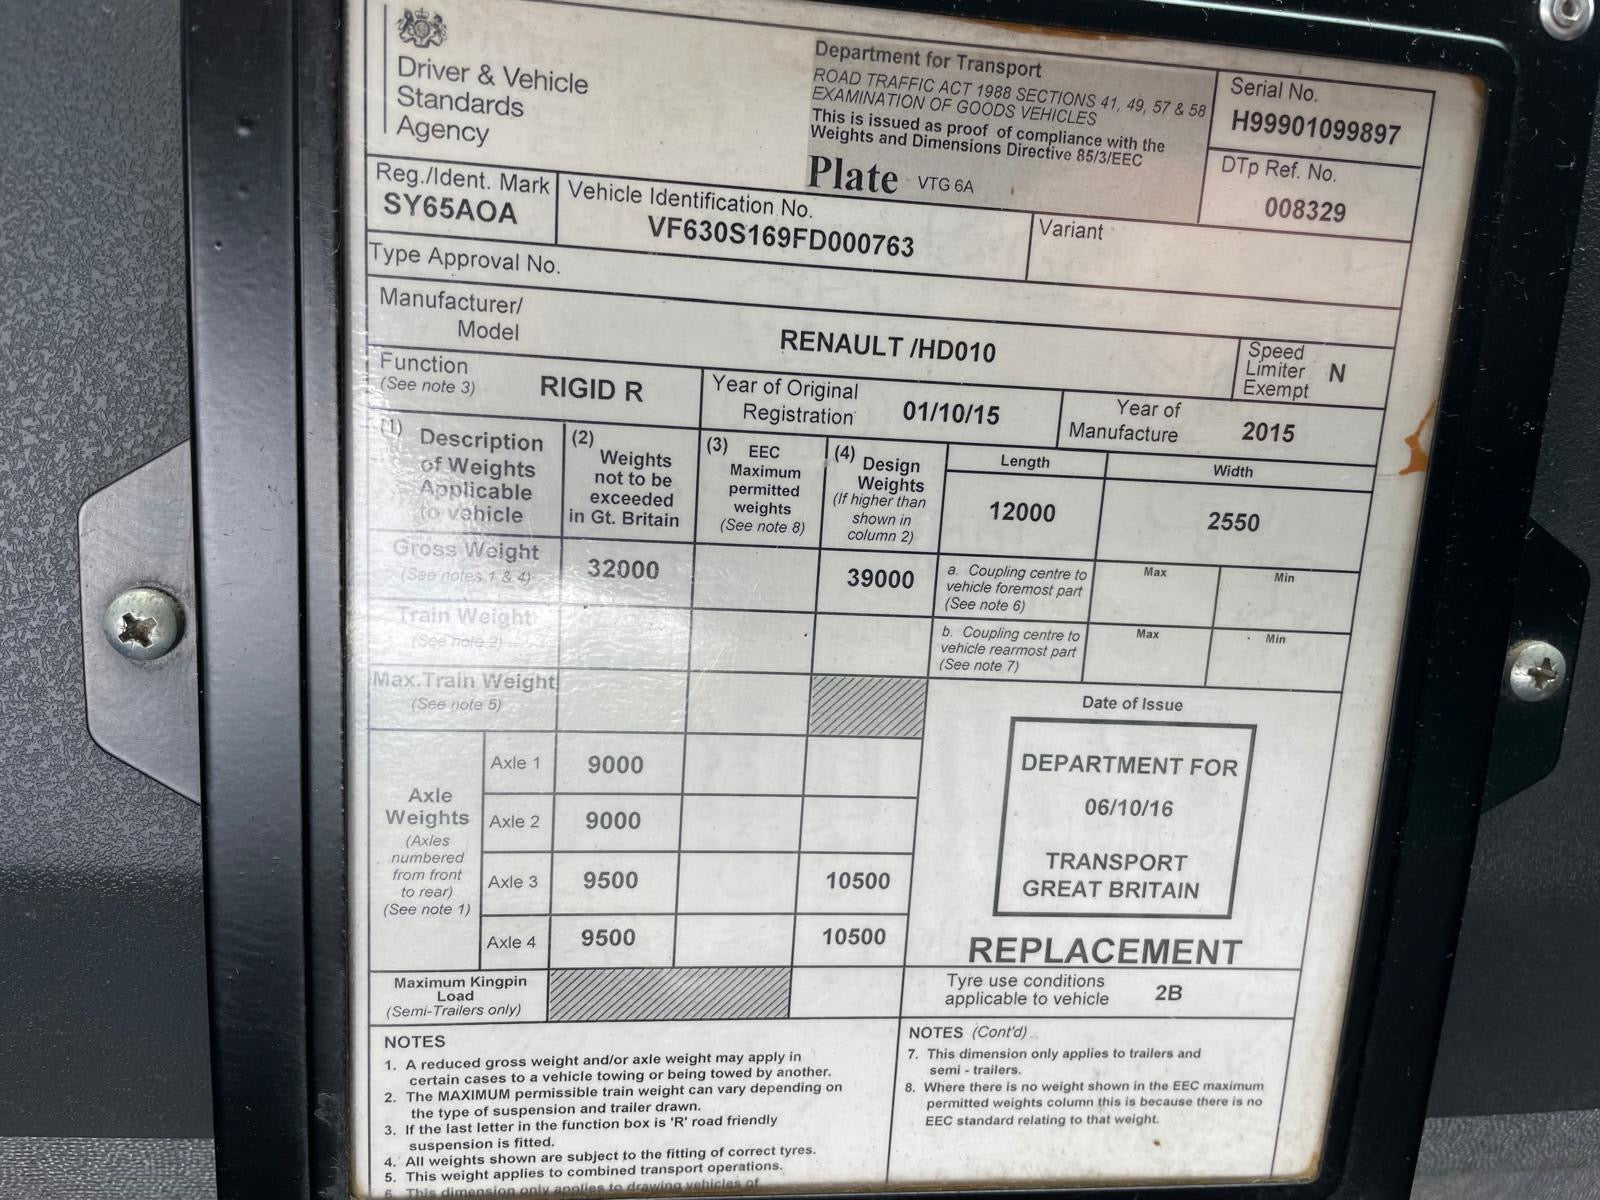 Driver & Vehicle
Standards
Agency
Department for Transport
ROAD TRAFFIC ACT 1988 SECTIONS 41, 49, 57 & 58
EXAMINATION OF GOODS VEHICLES
This is issued as proof of compliance with the
Weights and Dimensions Directive 85/3/EEC
Plate VTG 6A
Serial No.
H99901099897
DTp Ref. No.
008329
Reg./Ident. Mark
SY65AOA
Vehicle Identification No.
VF630S169FD000763
Variant
Type Approval No.
Manufacturer/
Model
RENAULT /HD010
Speed
Limiter
Exempt
N
Function
(See note 3)
RIGID R
Year of Original
Registration
01/10/15
Year of
Manufacture
2015
(1) Description
of Weights
Applicable
to vehicle
(2) Weights
not to be
exceeded
in Gt. Britain
(3) EEC
Maximum
permitted
weights
(See note 8)
(4) Design
Weights
(If higher than
shown in
column 2)
Length
12000
Width
2550
Gross Weight
(See notes 1 & 4)
32000
39000
a. Coupling centre to
vehicle foremost part
(See note 6)
Max
Min
Train Weight
(See note 2)
b. Coupling centre to
vehicle rearmost part
(See note 7)
Max
Min
Max.Train Weight
(See note 5)
Axle
Weights
(Axles
numbered
from front
to rear)
(See note 1)
Axle 1
9000
Axle 2
9000
Axle 3
9500
10500
Axle 4
9500
10500
Date of Issue
DEPARTMENT FOR
06/10/16
TRANSPORT
GREAT BRITAIN
REPLACEMENT
Maximum Kingpin
Load
(Semi-Trailers only)
Tyre use conditions
applicable to vehicle
2B
NOTES
1. A reduced gross weight and/or axle weight may apply in
certain cases to a vehicle towing or being towed by another.
2. The MAXIMUM permissible train weight can vary depending on
the type of suspension and trailer drawn.
3. If the last letter in the function box is 'R' road friendly
suspension is fitted.
4. All weights shown are subject to the fitting of correct tyres.
5. This weight applies to combined transport operations.
6. This dimension only applies to drawing vehicles of
NOTES (Cont'd)
7. This dimension only applies to trailers and
semi - trailers.
8. Where there is no weight shown in the EEC maximum
permitted weights column this is because there is no
EEC standard relating to that weight.